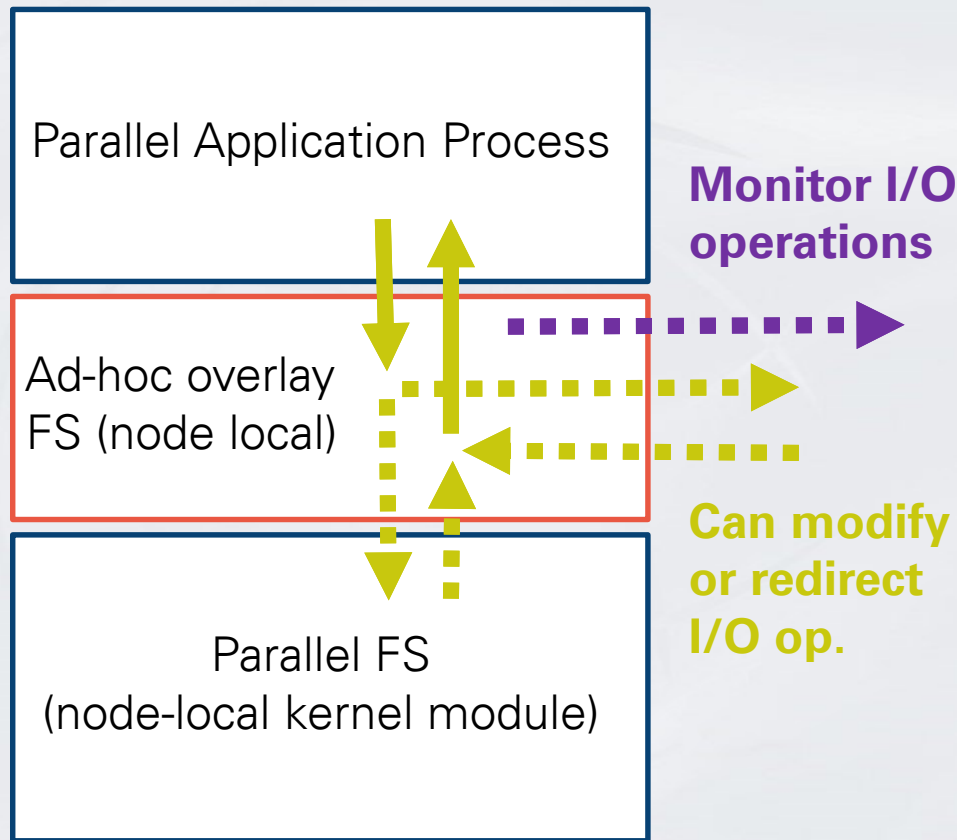 Parallel Application Process
Monitor I/O
operations
Ad-hoc overlay
FS (node local)
Can modify
or redirect
I/O op.
Parallel FS
(node-local kernel module)